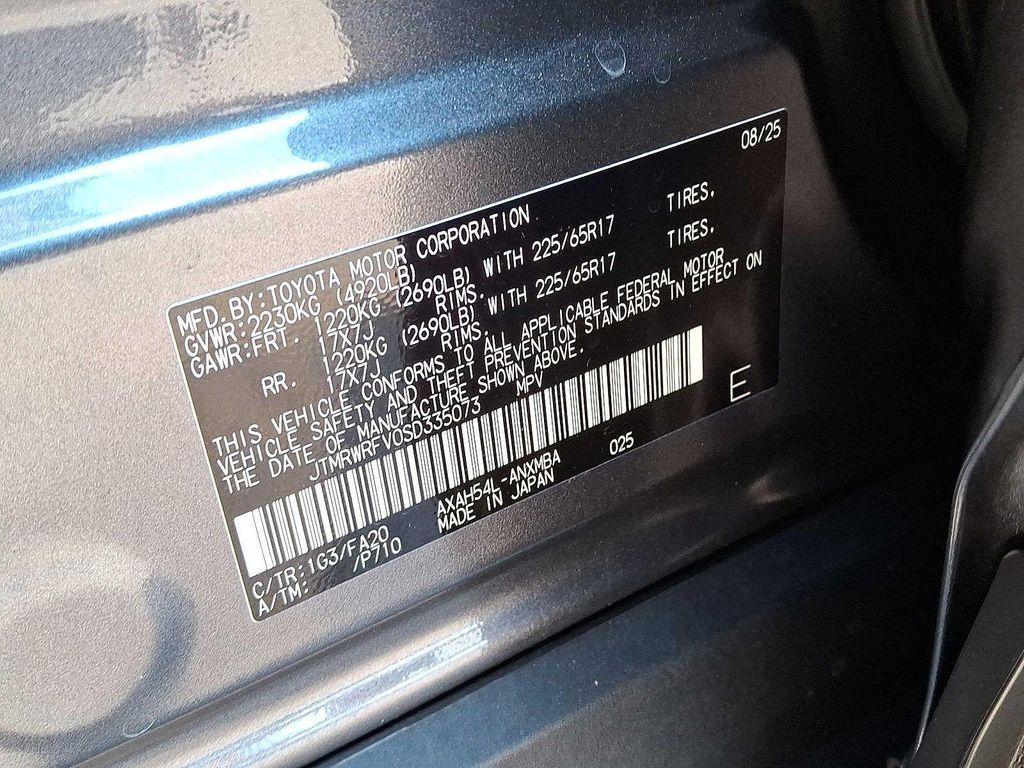 08/25
MFD. BY: TOYOTA MOTOR CORPORATION
GVWR: 2230KG (4920LB)
GAWR: FRT. 1220KG (2690LB) WITH 225/65R17 TIRES,
17X7J RIMS,
RR. 1220KG (2690LB) WITH 225/65R17 TIRES,
17X7J RIMS.
THIS VEHICLE CONFORMS TO ALL APPLICABLE FEDERAL MOTOR
VEHICLE SAFETY AND THEFT PREVENTION STANDARDS IN EFFECT ON
THE DATE OF MANUFACTURE SHOWN ABOVE.
JTMRWRFV0SD335073 MPV
E
C/TR: 1G3/FA20 AXAH54L-ANXMBA 025
A/TM: /P710 MADE IN JAPAN